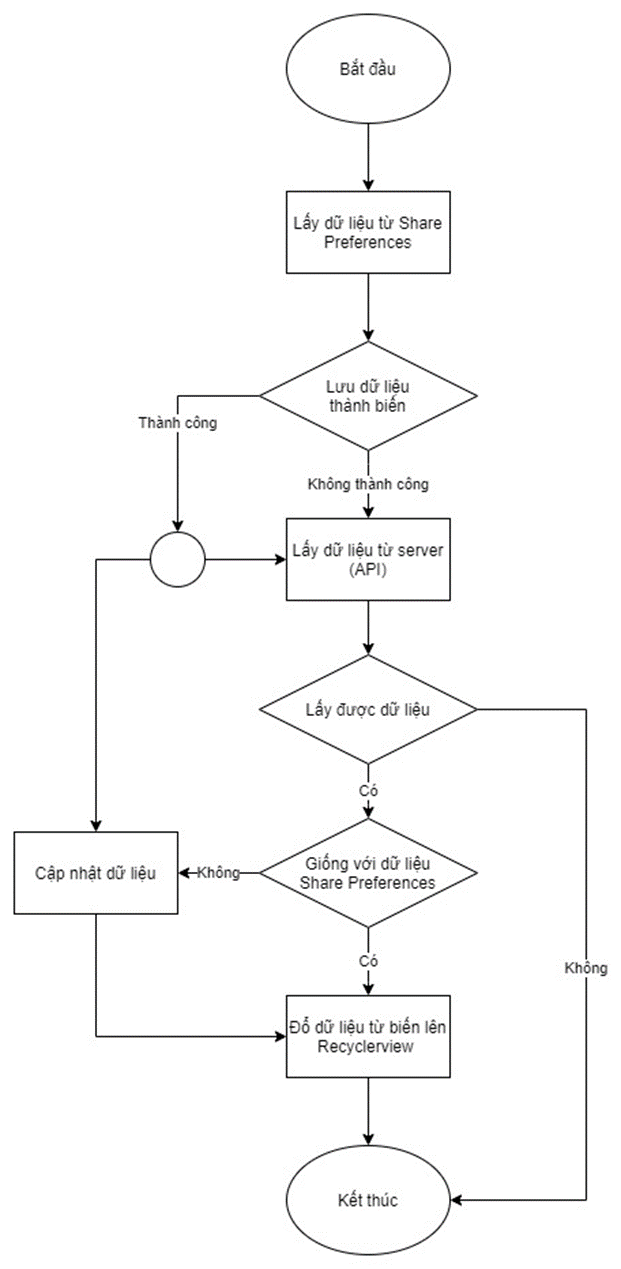 Bắt đầu
Lấy dữ liệu từ Share
Preferences
Lưu dữ liệu
thành biến
Thành công
Không thành công
Lấy dữ liệu từ server
(API)
Lấy được dữ liệu
Có
Cập nhật dữ liệu
Không
Giống với dữ liệu
Share Preferences
Có
Không
Đổ dữ liệu từ biến lên
Recyclerview
Kết thúc